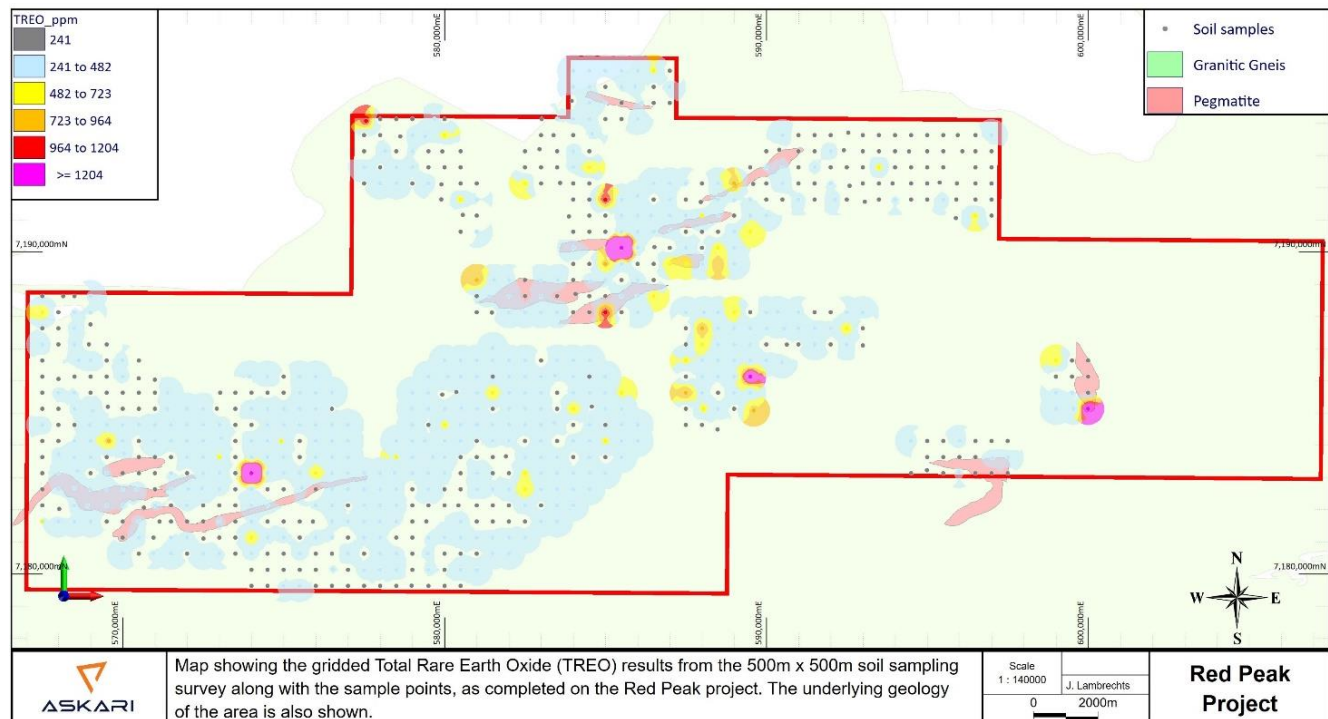 TREO_ppm
241
241 to 482
482 to 723
723 to 964
964 to 1204
>= 1204
580,000mE
590,000mE
600,000mE
Soil samples
Granitic Gneis
Pegmatite
7,190,000mN
7,190,000mN
7,180,000mN
7,180,000mN
570,000mE
580,000mE
590,000mE
600,000mE
N
W
E
S
ASKARI
Map showing the gridded Total Rare Earth Oxide (TREO) results from the 500m x 500m soil sampling
survey along with the sample points, as completed on the Red Peak project. The underlying geology
of the area is also shown.
Scale
1 : 140000
J. Lambrechts
0 2000m
Red Peak
Project